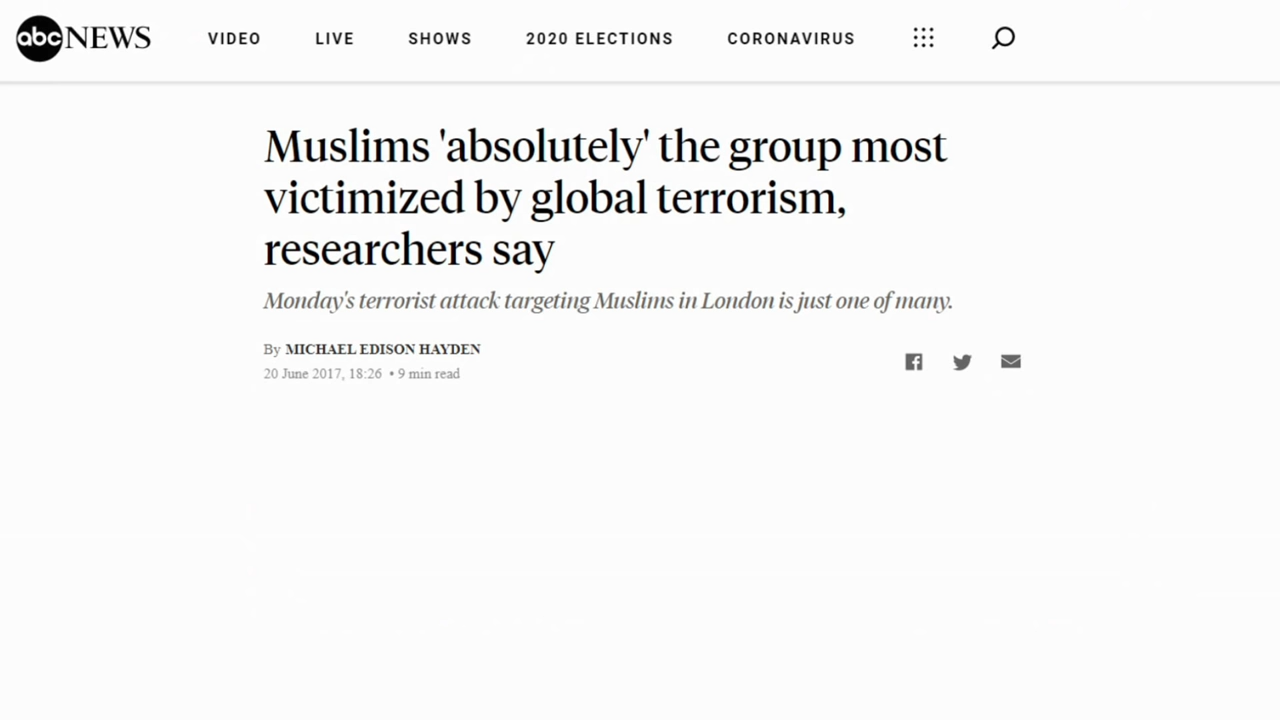 abc NEWS VIDEO LIVE SHOWS 2020 ELECTIONS CORONAVIRUS
Muslims 'absolutely' the group most
victimized by global terrorism,
researchers say
Monday's terrorist attack targeting Muslims in London is just one of many.
By MICHAEL EDISON HAYDEN
20 June 2017, 18:26 • 9 min read